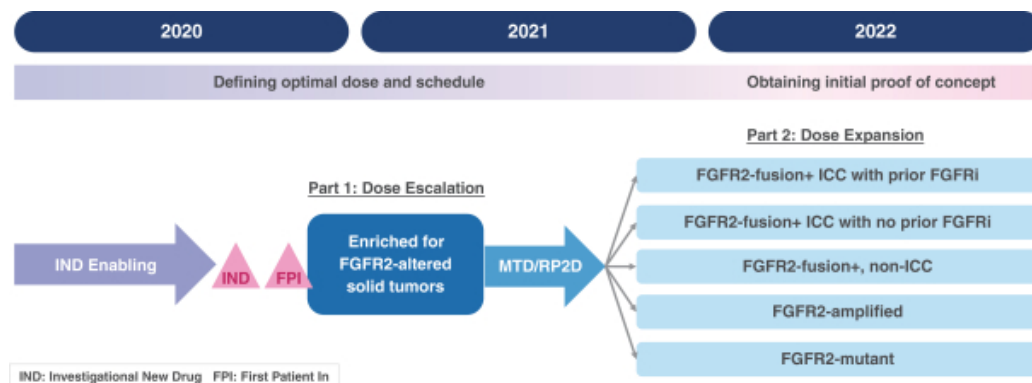 2020
2021
2022
Defining optimal dose and schedule
Obtaining initial proof of concept
Part 2: Dose Expansion
Part 1: Dose Escalation
IND Enabling
IND
FPI
Enriched for
FGFR2-altered
solid tumors
MTD/RP2D
FGFR2-fusion+ ICC with prior FGFRi
FGFR2-fusion+ ICC with no prior FGFRi
FGFR2-fusion+, non-ICC
FGFR2-amplified
FGFR2-mutant
IND: Investigational New Drug FPI: First Patient In